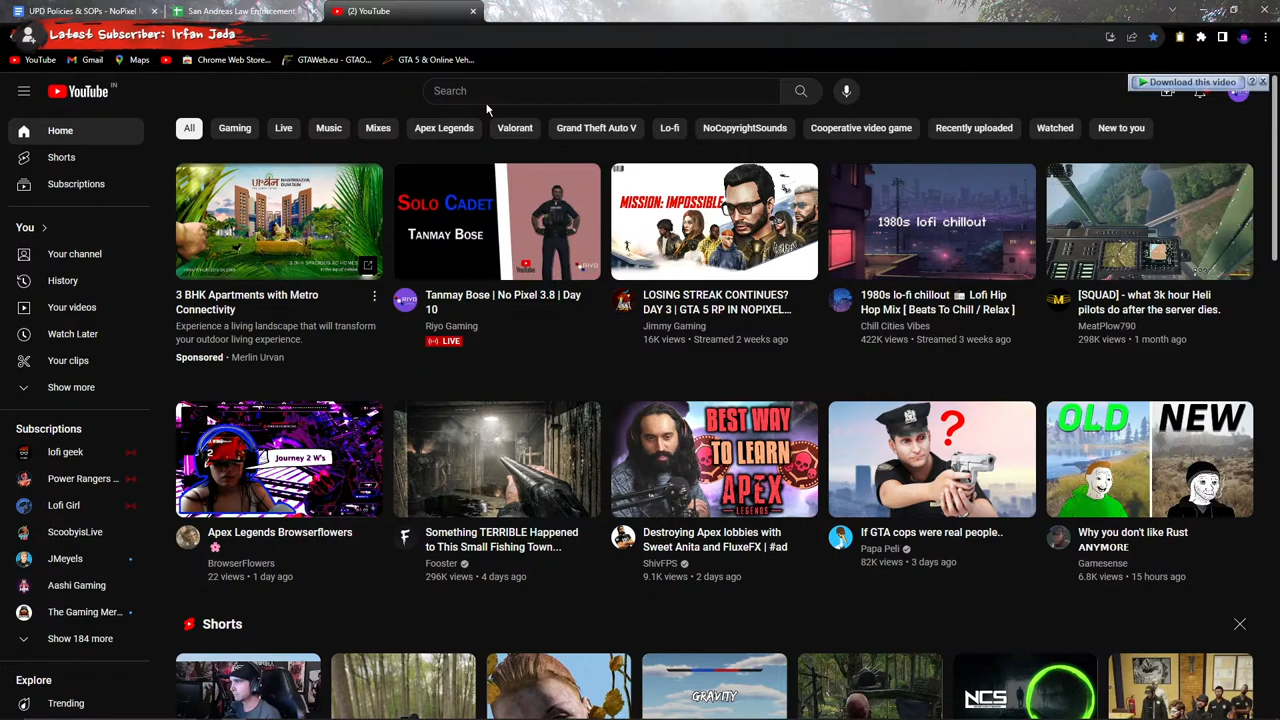 UPD Policies & SOPs - NoPixel
San Andreas Law Enforcement
(2) YouTube
Latest Subscriber: Irfan Jeda
YouTube
Gmail
Maps
Chrome Web Store...
GTAWeb.eu - GTAO...
GTA 5 & Online Veh...
Download this video
YouTube IN
Search
Home
Shorts
Subscriptions
You
Your channel
History
Your videos
Watch Later
Your clips
Show more
Subscriptions
lofi geek
Power Rangers ...
Lofi Girl
ScoobyisLive
JMeyels
Aashi Gaming
The Gaming Mer...
Show 184 more
Explore
Trending
All
Gaming
Live
Music
Mixes
Apex Legends
Valorant
Grand Theft Auto V
Lo-fi
NoCopyrightSounds
Cooperative video game
Recently uploaded
Watched
New to you
3 BHK Apartments with Metro
Connectivity
Experience a living landscape that will transform
your outdoor living experience.
Sponsored • Merlin Urvan
SOLO CADET
TANMAY BOSE
YouTube
RIYO
Tanmay Bose | No Pixel 3.8 | Day
10
Riyo Gaming
LIVE
MISSION: IMPOSSIBLE
LOSING STREAK CONTINUES?
DAY 3 | GTA 5 RP IN NOPIXEL...
Jimmy Gaming
16K views • Streamed 2 weeks ago
1980s lofi chillout
1980s lo-fi chillout 📻 Lofi Hip
Hop Mix [ Beats To Chill / Relax ]
Chill Cities Vibes
422K views • Streamed 3 weeks ago
[SQUAD] - what 3k hour Heli
pilots do after the server dies.
MeatPlow790
298K views • 1 month ago
Journey 2 W's
Apex Legends Browserflowers
🌸
BrowserFlowers
22 views • 1 day ago
Something TERRIBLE Happened
to This Small Fishing Town...
Fooster
296K views • 4 days ago
BEST WAY
TO LEARN
APEX
LEGENDS
Destroying Apex lobbies with
Sweet Anita and FluxeFX | #ad
ShivFPS
9.1K views • 2 days ago
?
If GTA cops were real people..
Papa Peli
82K views • 3 days ago
OLD
NEW
Why you don't like Rust
ANYMORE
Gamesense
6.8K views • 15 hours ago
Shorts
GRAVITY
NCS